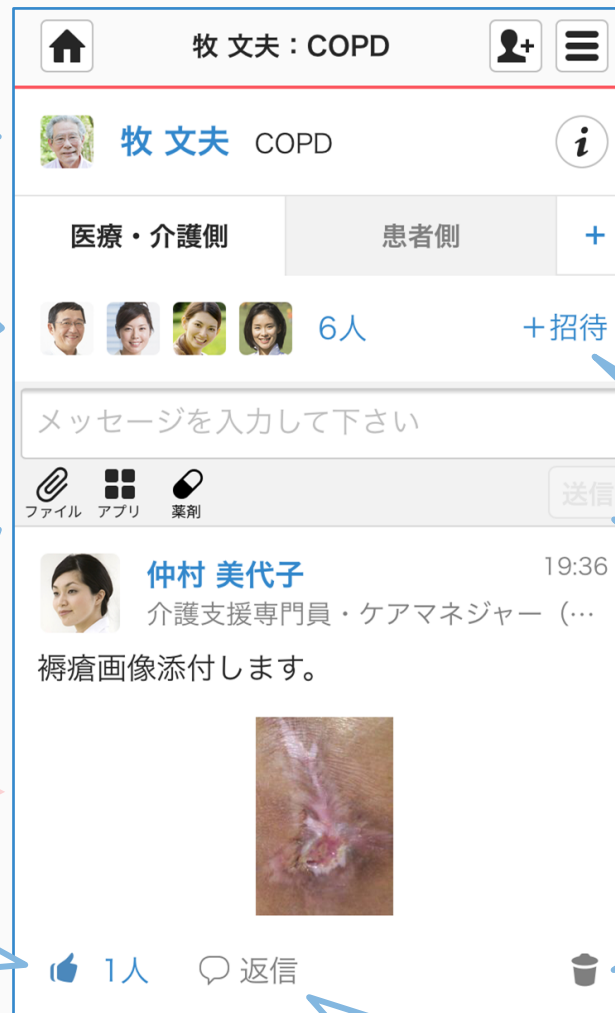 牧 文夫：COPD
牧 文夫 COPD
医療・介護側 患者側 +
6人 +招待
メッセージを入力して下さい
ファイル アプリ 薬剤 送信
仲村 美代子 19:36
介護支援専門員・ケアマネジャー（…
褥瘡画像添付します。
1人 返信